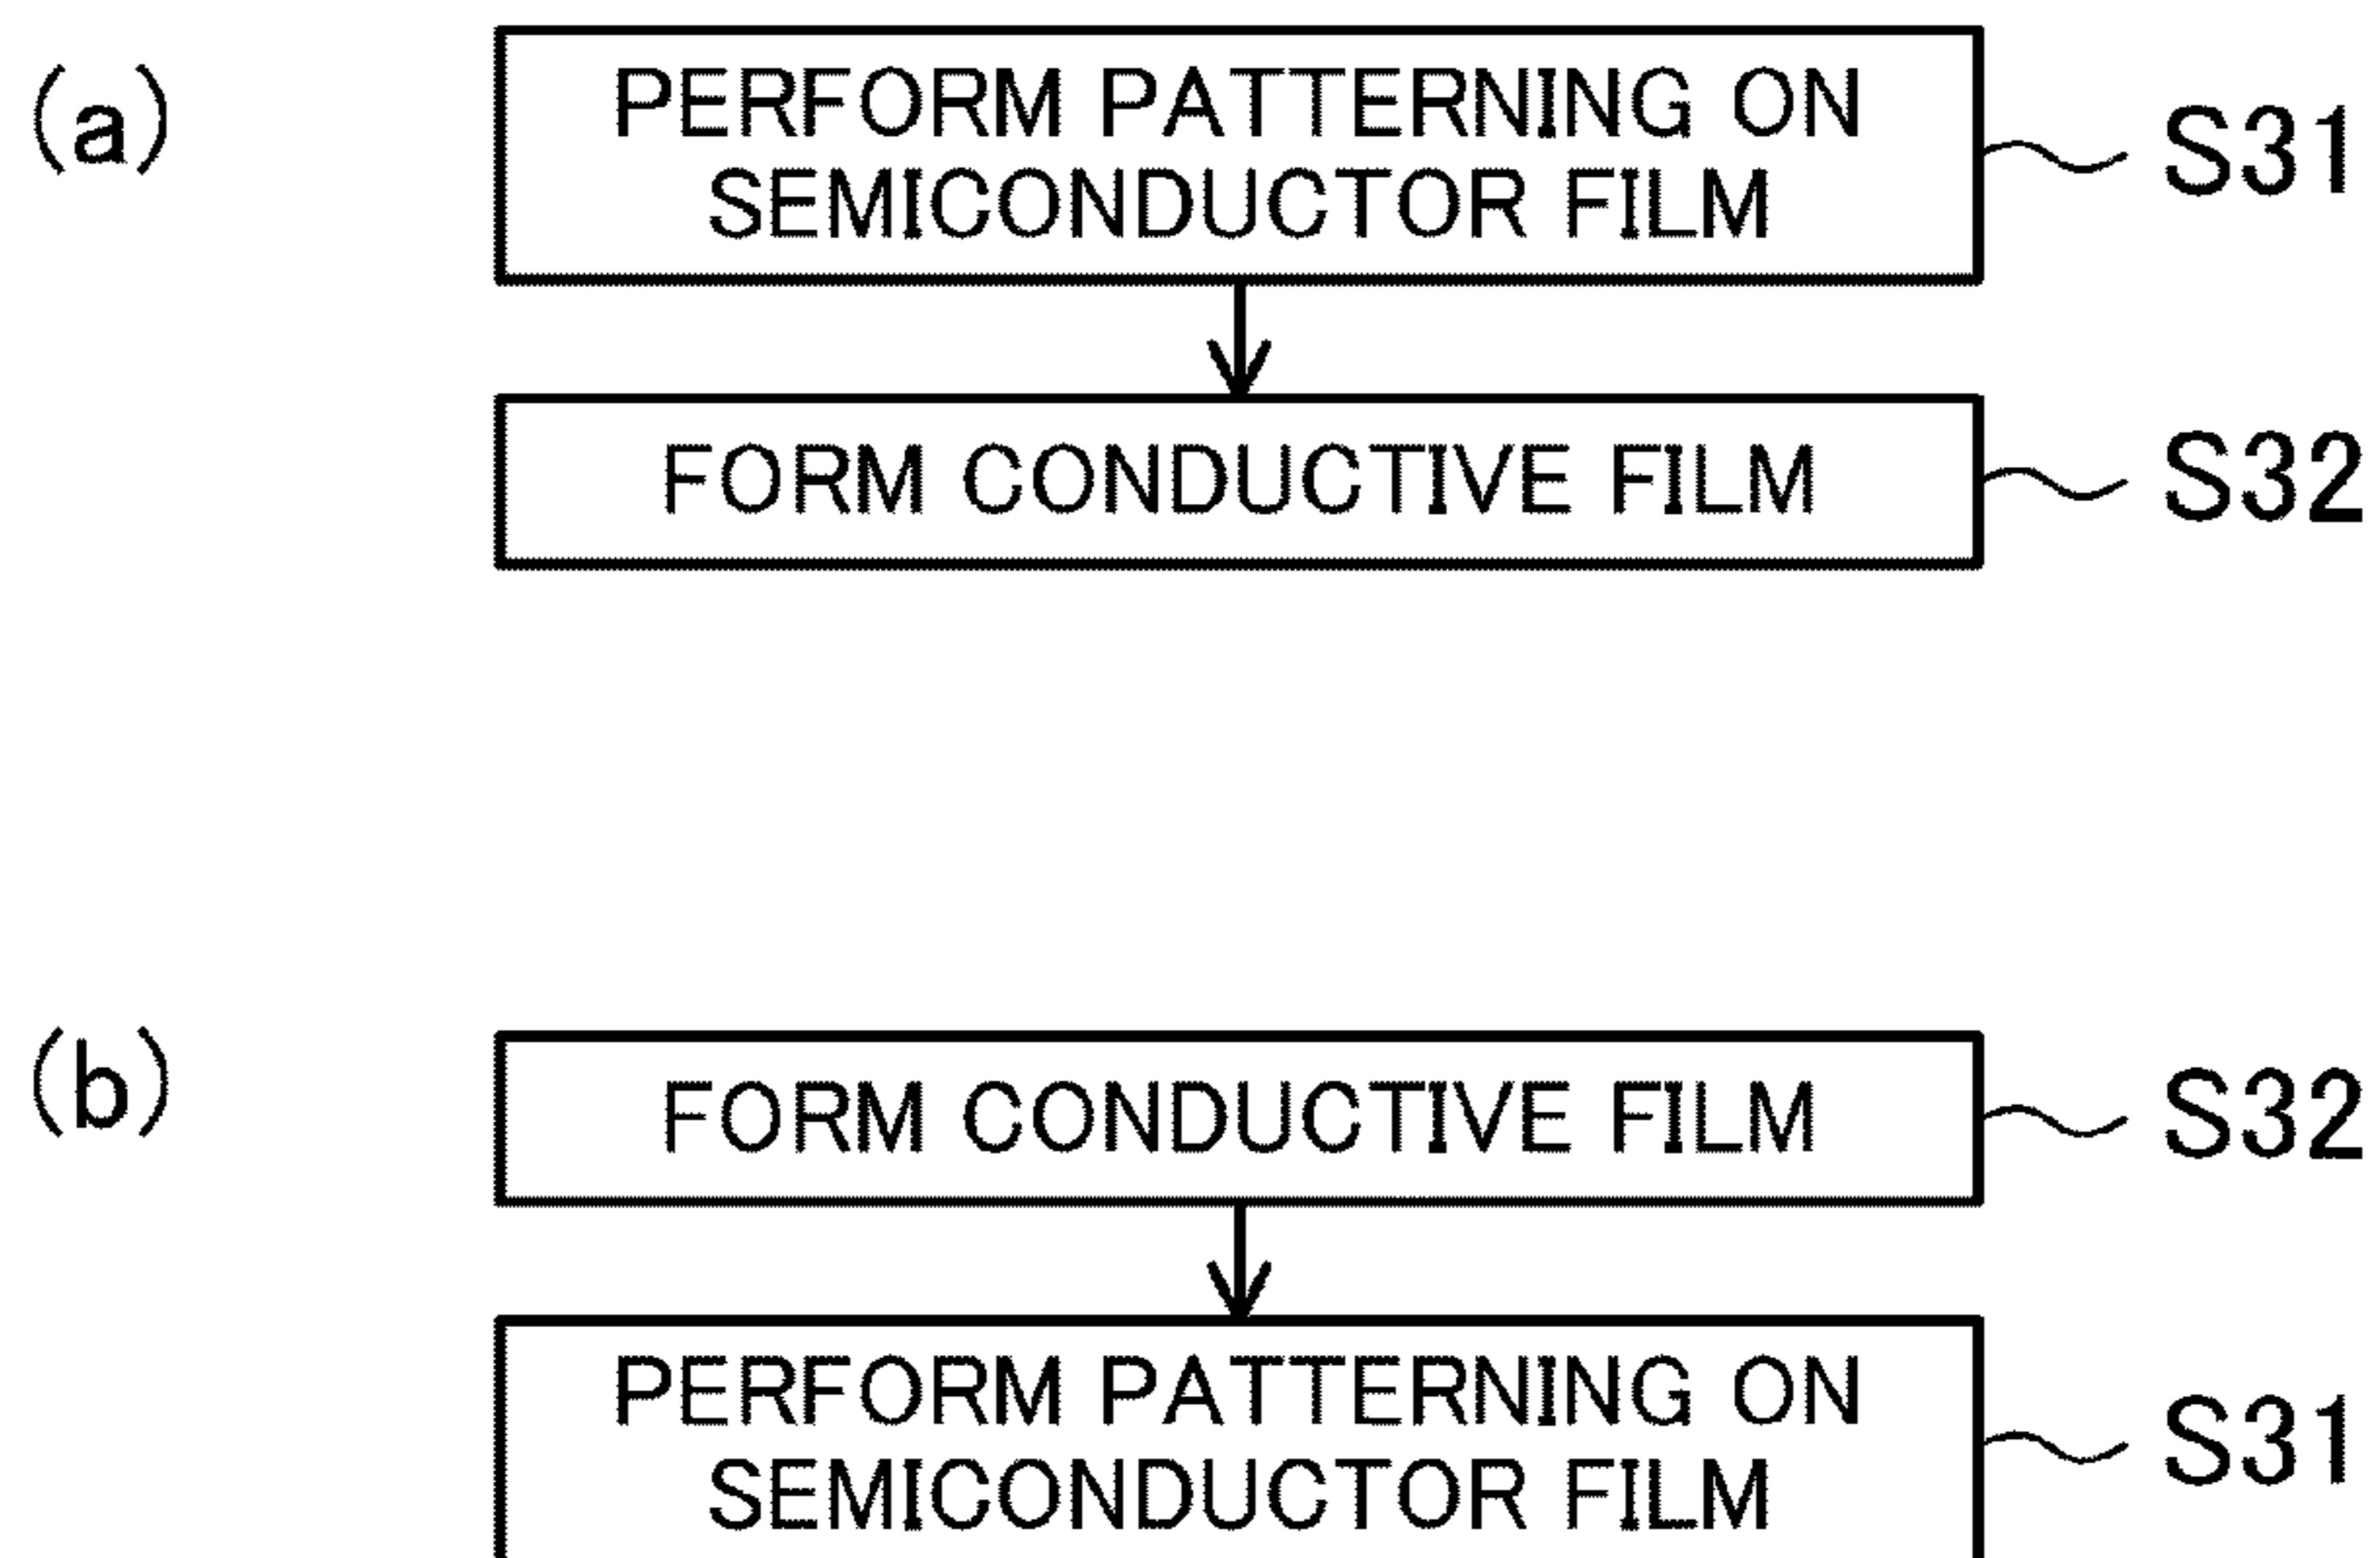 (a)
PERFORM PATTERNING ON
SEMICONDUCTOR FILM
S31
FORM CONDUCTIVE FILM
S32
(b)
FORM CONDUCTIVE FILM
S32
PERFORM PATTERNING ON
SEMICONDUCTOR FILM
S31